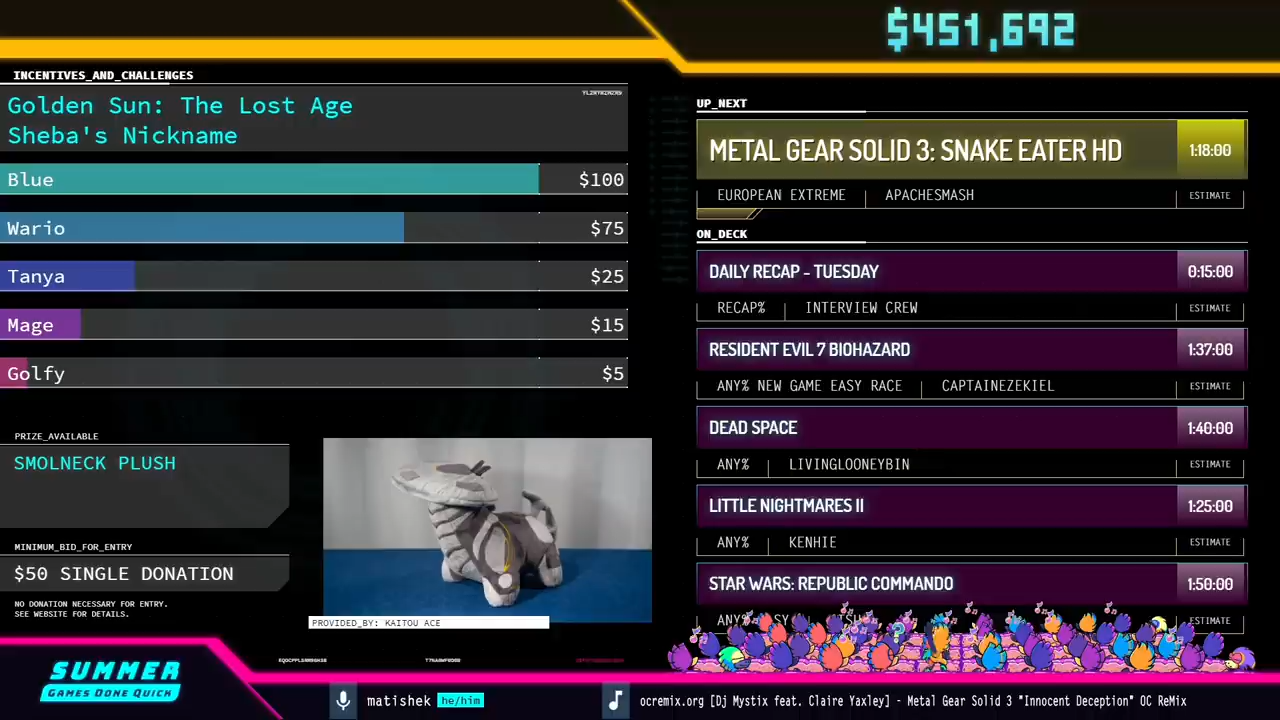 $451,692
INCENTIVES_AND_CHALLENGES
Golden Sun: The Lost Age
Sheba's Nickname
Blue $100
Wario $75
Tanya $25
Mage $15
Golfy $5
PRIZE_AVAILABLE
SMOLNECK PLUSH
MINIMUM_BID_FOR_ENTRY
$50 SINGLE DONATION
NO DONATION NECESSARY FOR ENTRY.
SEE WEBSITE FOR DETAILS.
PROVIDED_BY: KAITOU ACE
UP_NEXT
METAL GEAR SOLID 3: SNAKE EATER HD 1:18:00
EUROPEAN EXTREME APACHESMASH ESTIMATE
ON_DECK
DAILY RECAP - TUESDAY 0:15:00
RECAP% INTERVIEW CREW ESTIMATE
RESIDENT EVIL 7 BIOHAZARD 1:37:00
ANY% NEW GAME EASY RACE CAPTAINEZEKIEL ESTIMATE
DEAD SPACE 1:40:00
ANY% LIVINGLOONEYBIN ESTIMATE
LITTLE NIGHTMARES II 1:25:00
ANY% KENHIE ESTIMATE
STAR WARS: REPUBLIC COMMANDO 1:50:00
SUMMER
GAMES DONE QUICK
matishek he/him
ocremix.org [Dj Mystix feat. Claire Yaxley] - Metal Gear Solid 3 "Innocent Deception" OC ReMix